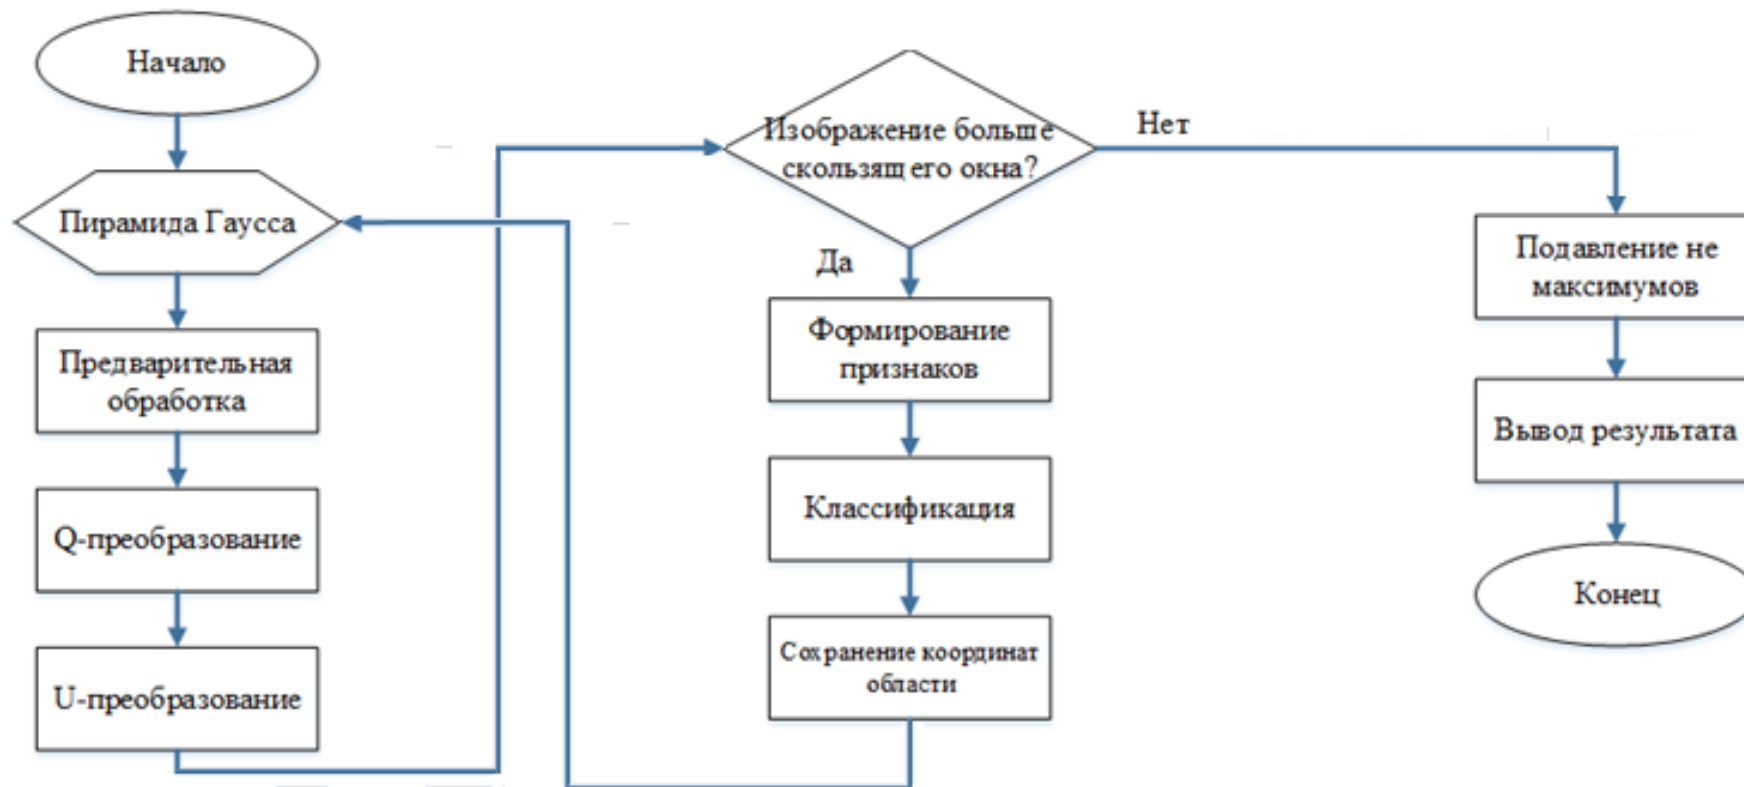 Начало
Пирамида Гаусса
Предварительная
обработка
Q-преобразование
U-преобразование
Изображение больше
скользящего окна?
Нет
Да
Формирование
признаков
Классификация
Сохранение координат
области
Подавление не
максимумов
Вывод результата
Конец